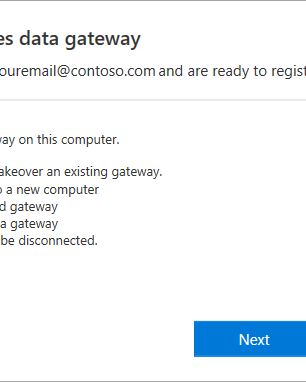 es data gateway
ouremail@contoso.com and are ready to regist
way on this computer.
akeover an existing gateway.
o a new computer
d gateway
a gateway
be disconnected.
Next